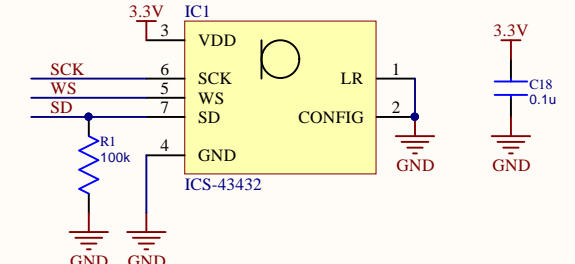 3.3V
IC1
3
VDD
3.3V
SCK
6
SCK
LR
1
C18
0.1u
WS
5
WS
SD
7
SD
CONFIG
2
R1
100k
4
GND
GND
GND
ICS-43432
GND
GND